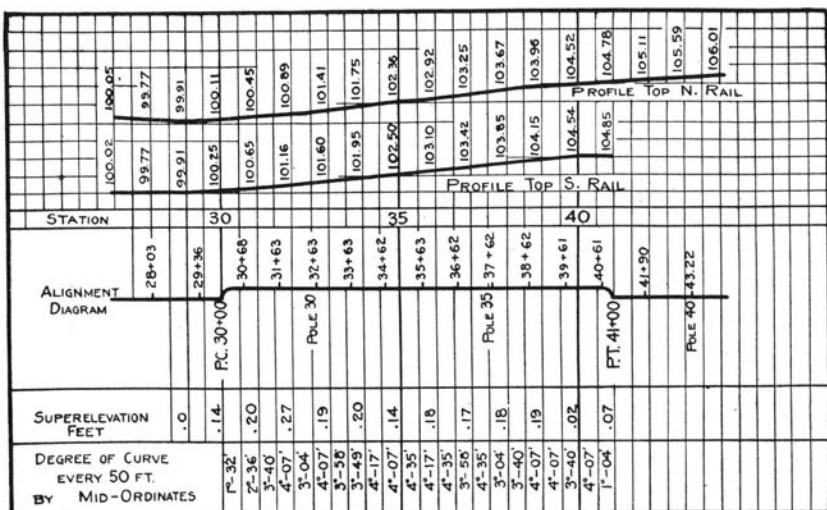 100.05 99.77 99.91 100.11 100.45 100.89 101.41 101.75 102.36 102.92 103.25 103.67 103.96 104.52 104.78 105.11 105.59 106.01
PROFILE TOP N. RAIL
100.02 99.77 99.91 100.25 100.65 101.16 101.60 101.95 102.50 103.10 103.42 103.85 104.15 104.54 104.85
PROFILE TOP S. RAIL
STATION 30 35 40
28+03 29+36 30+68 31+63 32+63 33+63 34+62 35+63 36+62 37+62 38+62 39+61 40+61 41+90 43.22
ALIGNMENT
DIAGRAM
P.C. 30+00 POLE 30 POLE 35 P.T. 41+00 POLE 40
SUPERELEVATION
FEET
.0 .14 .20 .27 .19 .20 .14 .18 .17 .18 .19 .02 .07
DEGREE OF CURVE
EVERY 50 FT.
BY MID-ORDINATES
1°-32' 2°-36' 3°-40' 4°-07' 3°-04' 4°-07' 3°-58' 3°-49' 4°-17' 4°-07' 4°-35' 4°-17' 4°-35' 3°-58' 4°-35' 3°-04' 3°-40' 4°-07' 4°-07' 3°-40' 4°-07' 1°-04'